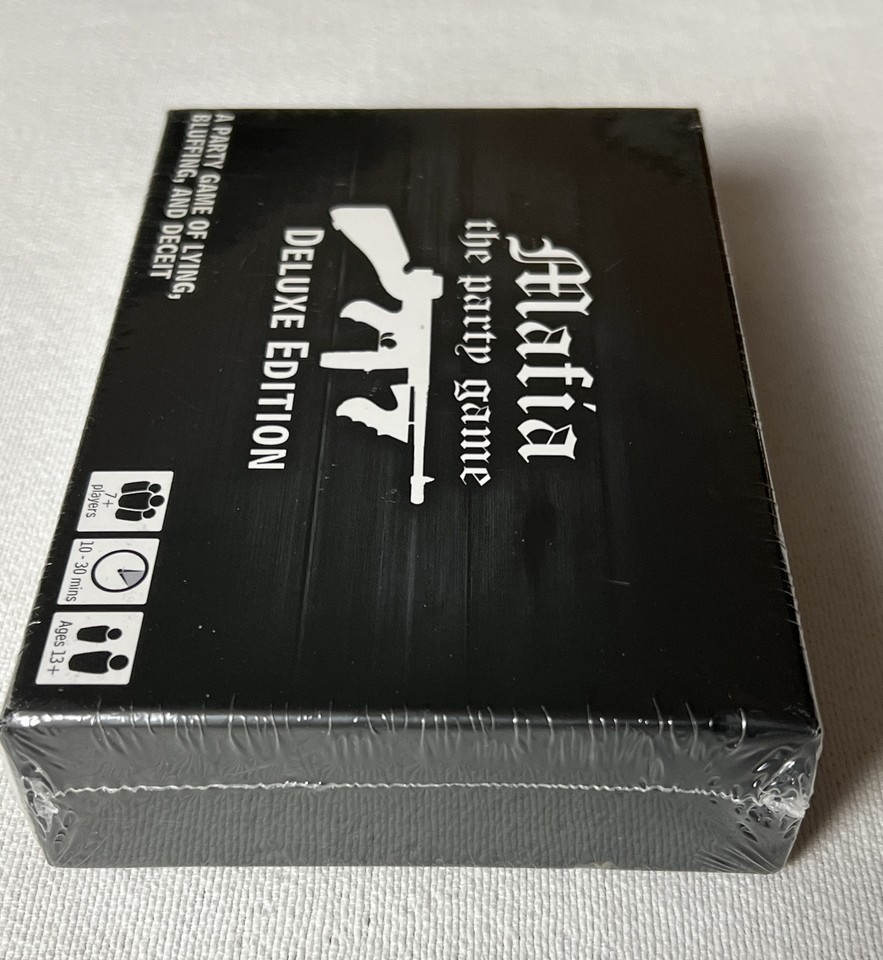 Mafia
the party game
DELUXE EDITION
A PARTY GAME OF LYING,
BLUFFING, AND DECEIT
7+
players
10 - 30 mins
Ages 13+